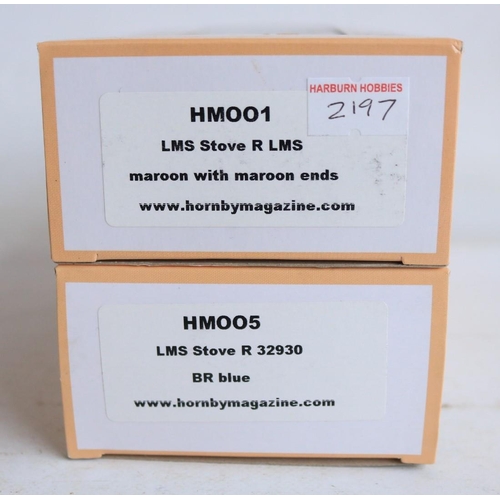 HARBURN HOBBIES
2197
HM001
LMS Stove R LMS
maroon with maroon ends
www.hornbymagazine.com
HM005
LMS Stove R 32930
BR blue
www.hornbymagazine.com